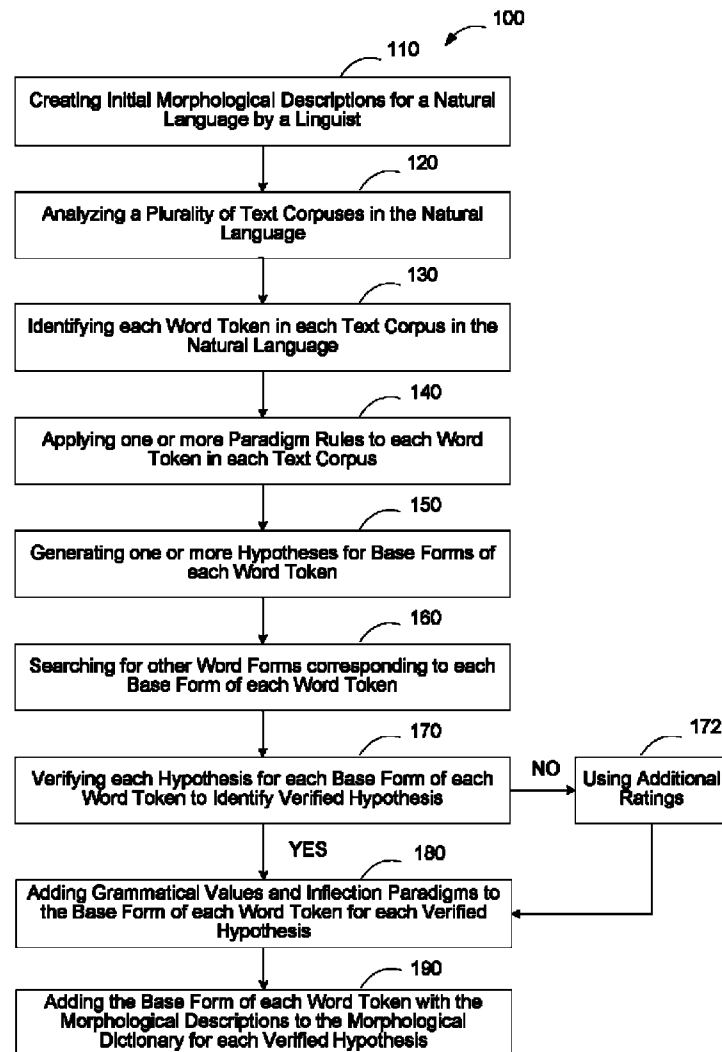 100
110
Creating Initial Morphological Descriptions for a Natural
Language by a Linguist
120
Analyzing a Plurality of Text Corpuses in the Natural
Language
130
Identifying each Word Token in each Text Corpus in the
Natural Language
140
Applying one or more Paradigm Rules to each Word
Token in each Text Corpus
150
Generating one or more Hypotheses for Base Forms of
each Word Token
160
Searching for other Word Forms corresponding to each
Base Form of each Word Token
170
172
Verifying each Hypothesis for each Base Form of each
Word Token to Identify Verified Hypothesis
NO
Using Additional
Ratings
YES
180
Adding Grammatical Values and Inflection Paradigms to
the Base Form of each Word Token for each Verified
Hypothesis
190
Adding the Base Form of each Word Token with the
Morphological Descriptions to the Morphological
Dictionary for each Verified Hypothesis